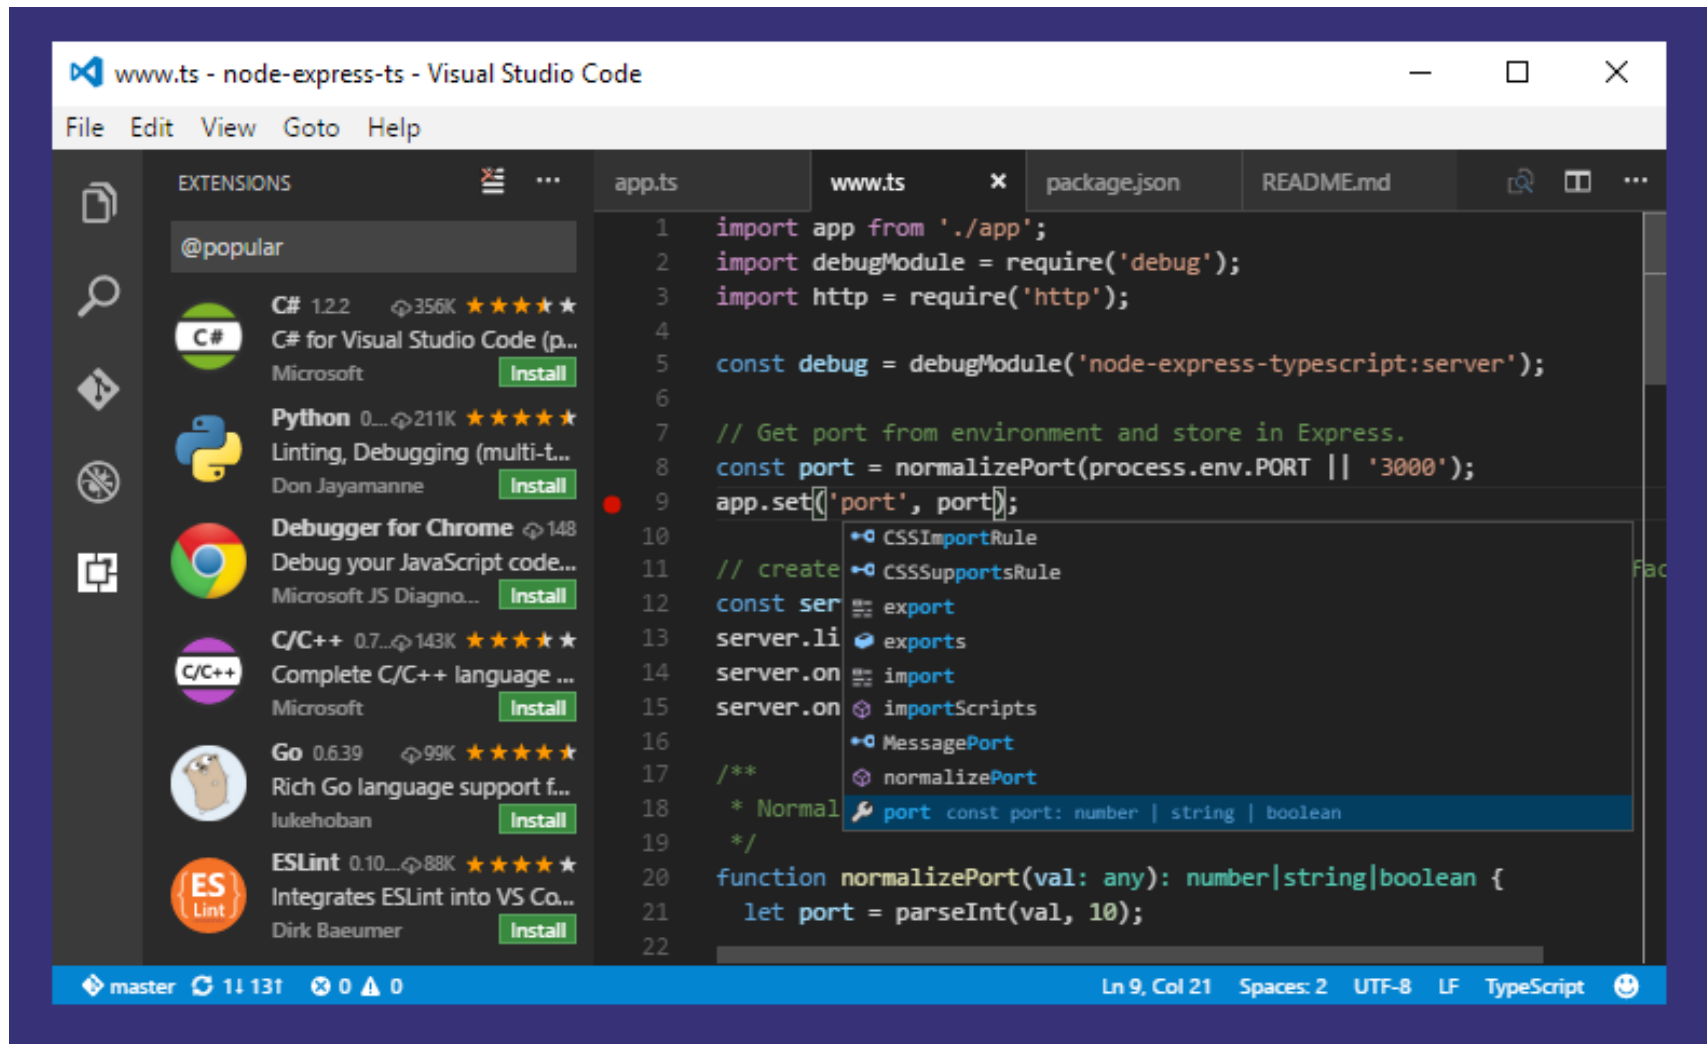 www.ts - node-express-ts - Visual Studio Code
File Edit View Goto Help
EXTENSIONS
@popular
C# 1.2.2 356K
C# for Visual Studio Code (p...
Microsoft Install
Python 0.... 211K
Linting, Debugging (multi-t...
Don Jayamanne Install
Debugger for Chrome 148
Debug your JavaScript code...
Microsoft JS Diagno... Install
C/C++ 0.7... 143K
Complete C/C++ language ...
Microsoft Install
Go 0.6.39 99K
Rich Go language support f...
lukehoban Install
ESLint 0.10.... 88K
Integrates ESLint into VS Co...
Dirk Baeumer Install
C#
C/C++
ES
Lint
app.ts www.ts package.json README.md
1 import app from './app';
2 import debugModule = require('debug');
3 import http = require('http');
4
5 const debug = debugModule('node-express-typescript:server');
6
7 // Get port from environment and store in Express.
8 const port = normalizePort(process.env.PORT || '3000');
9 app.set('port', port);
10
11 // create fac
12 const ser
13 server.li
14 server.on
15 server.on
16
17 /**
18 * Normal
19 */
20 function normalizePort(val: any): number|string|boolean {
21 let port = parseInt(val, 10);
22
CSSImportRule
CSSSupportsRule
export
exports
import
importScripts
MessagePort
normalizePort
port const port: number | string | boolean
master 1↓ 13↑ 0 0 Ln 9, Col 21 Spaces: 2 UTF-8 LF TypeScript